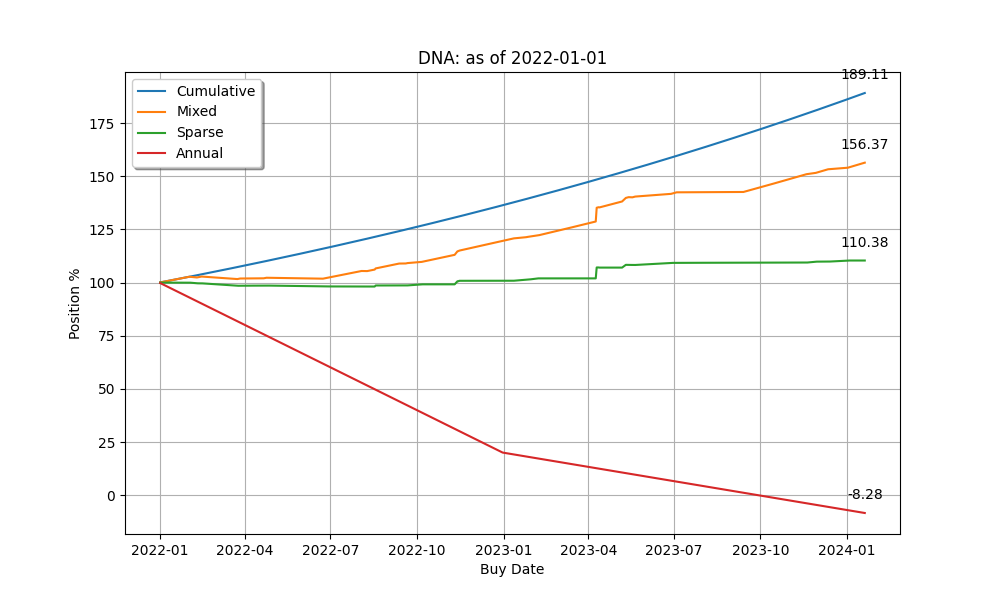 DNA: as of 2022-01-01
189.11
Cumulative
Mixed
Sparse
Annual
175
156.37
150
125
110.38
100
Position %
75
50
25
-8.28
0
2022-01 2022-04 2022-07 2022-10 2023-01 2023-04 2023-07 2023-10 2024-01
Buy Date